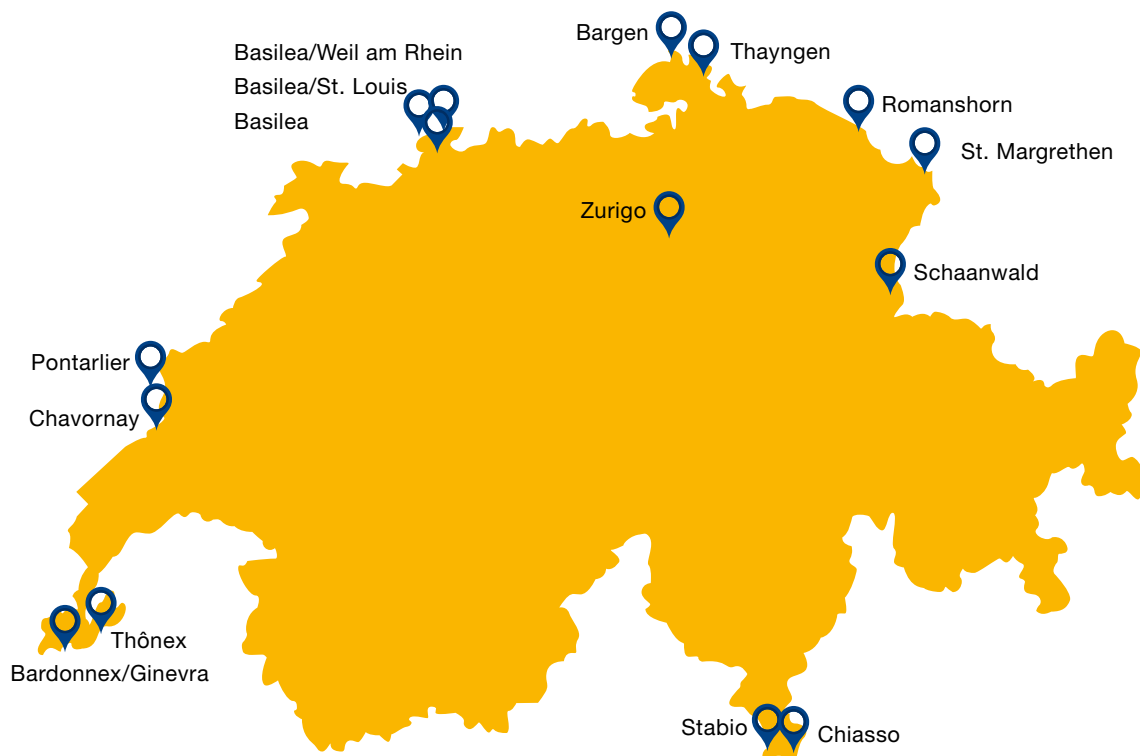 Bargen
Thayngen
Basilea/Weil am Rhein
Basilea/St. Louis
Basilea
Romanshorn
St. Margrethen
Zurigo
Schaanwald
Pontarlier
Chavornay
Thônex
Bardonnex/Ginevra
Stabio
Chiasso